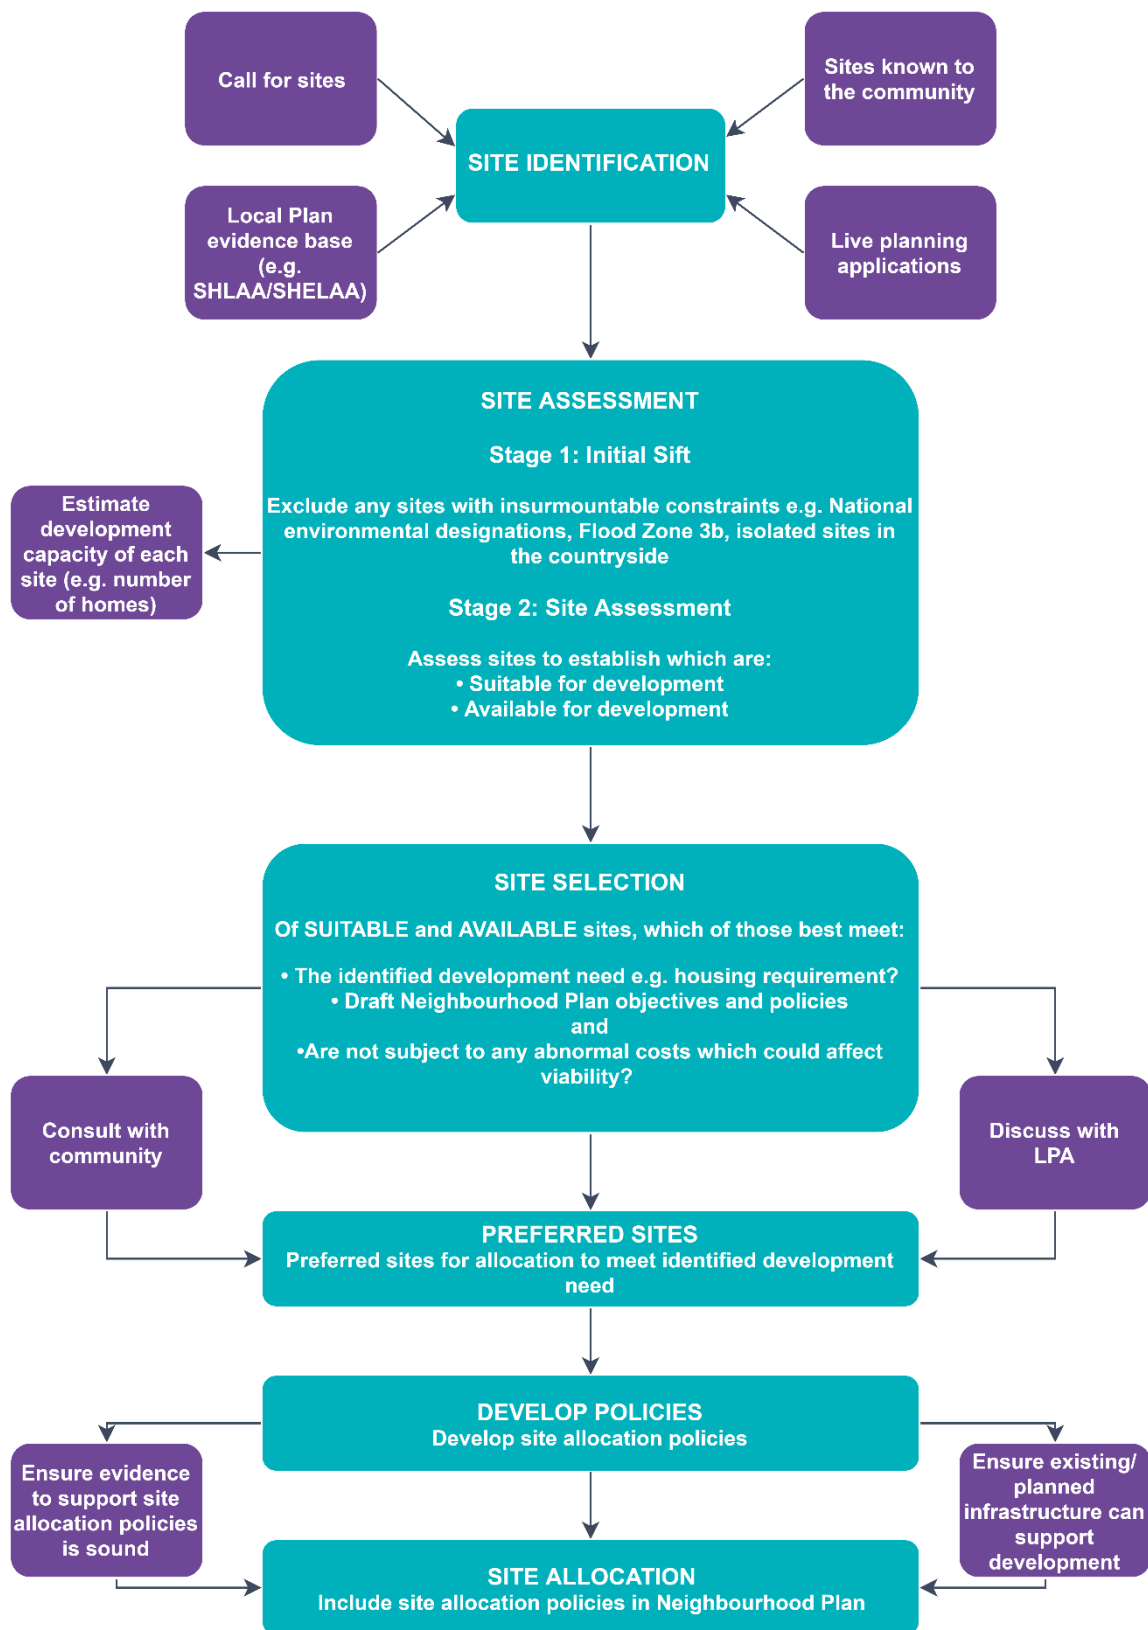 Call for sites
Sites known to
the community
SITE IDENTIFICATION
Local Plan
evidence base
(e.g.
SHLAA/SHELAA)
Live planning
applications
SITE ASSESSMENT
Stage 1: Initial Sift
Exclude any sites with insurmountable constraints e.g. National
environmental designations, Flood Zone 3b, isolated sites in
the countryside
Stage 2: Site Assessment
Assess sites to establish which are:
• Suitable for development
• Available for development
Estimate
development
capacity of each
site (e.g. number
of homes)
SITE SELECTION
Of SUITABLE and AVAILABLE sites, which of those best meet:
• The identified development need e.g. housing requirement?
• Draft Neighbourhood Plan objectives and policies
and
•Are not subject to any abnormal costs which could affect
viability?
Consult with
community
Discuss with
LPA
PREFERRED SITES
Preferred sites for allocation to meet identified development
need
DEVELOP POLICIES
Develop site allocation policies
Ensure evidence
to support site
allocation policies
is sound
Ensure existing/
planned
infrastructure can
support
development
SITE ALLOCATION
Include site allocation policies in Neighbourhood Plan